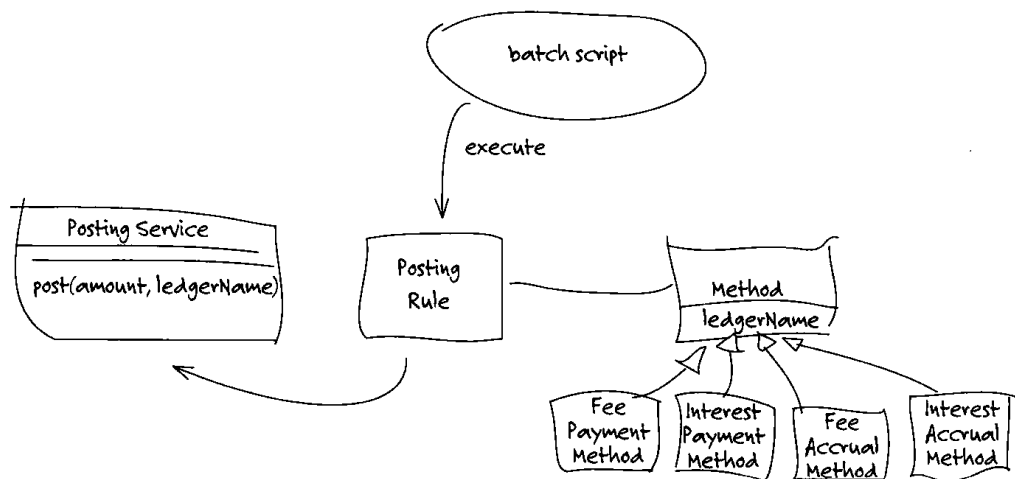 batch script
execute
Posting Service
post(amount, ledgerName)
Posting
Rule
Method
ledgerName
Fee
Payment
Method
Interest
Payment
Method
Fee
Accrual
Method
Interest
Accrual
Method